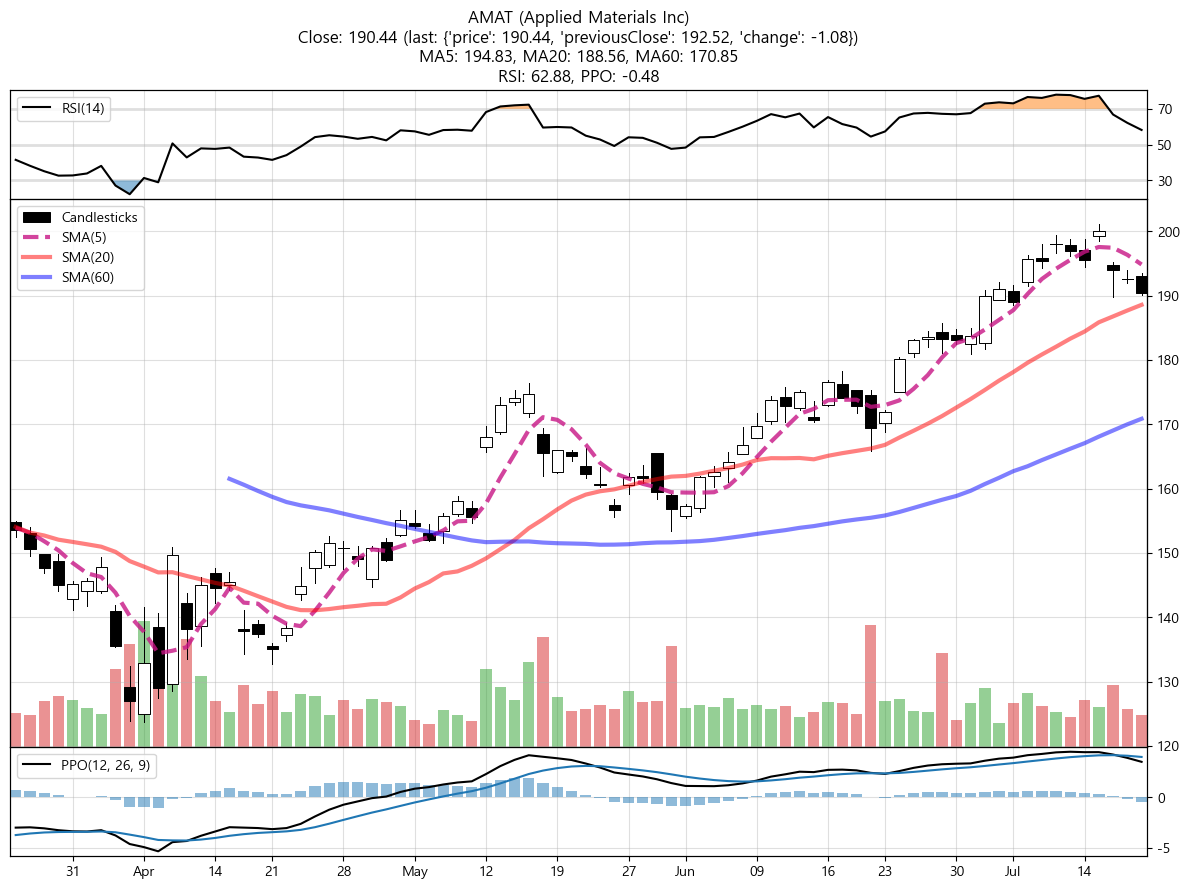 AMAT (Applied Materials Inc)
Close: 190.44 (last: {'price': 190.44, 'previousClose': 192.52, 'change': -1.08})
MA5: 194.83, MA20: 188.56, MA60: 170.85
RSI: 62.88, PPO: -0.48
RSI(14)
70
50
30
Candlesticks
SMA(5)
SMA(20)
SMA(60)
200
190
180
170
160
150
140
130
120
PPO(12, 26, 9)
0
-5
31 Apr 14 21 28 May 12 19 27 Jun 09 16 23 30 Jul 14